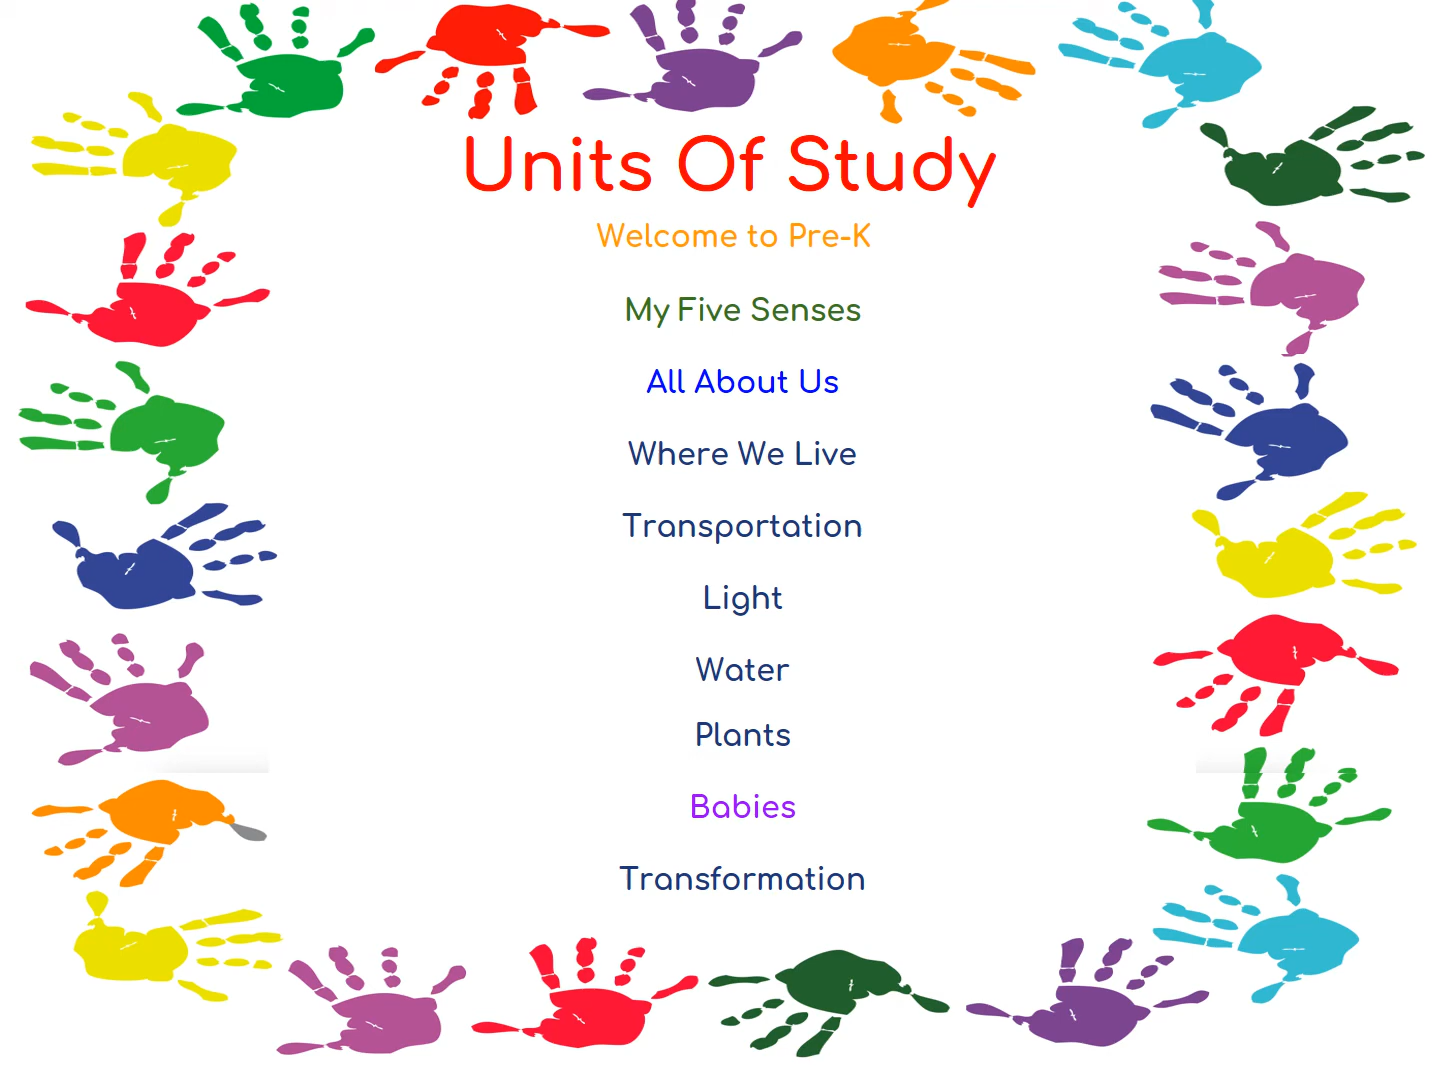 Units Of Study
Welcome to Pre-K
My Five Senses
All About Us
Where We Live
Transportation
Light
Water
Plants
Babies
Transformation